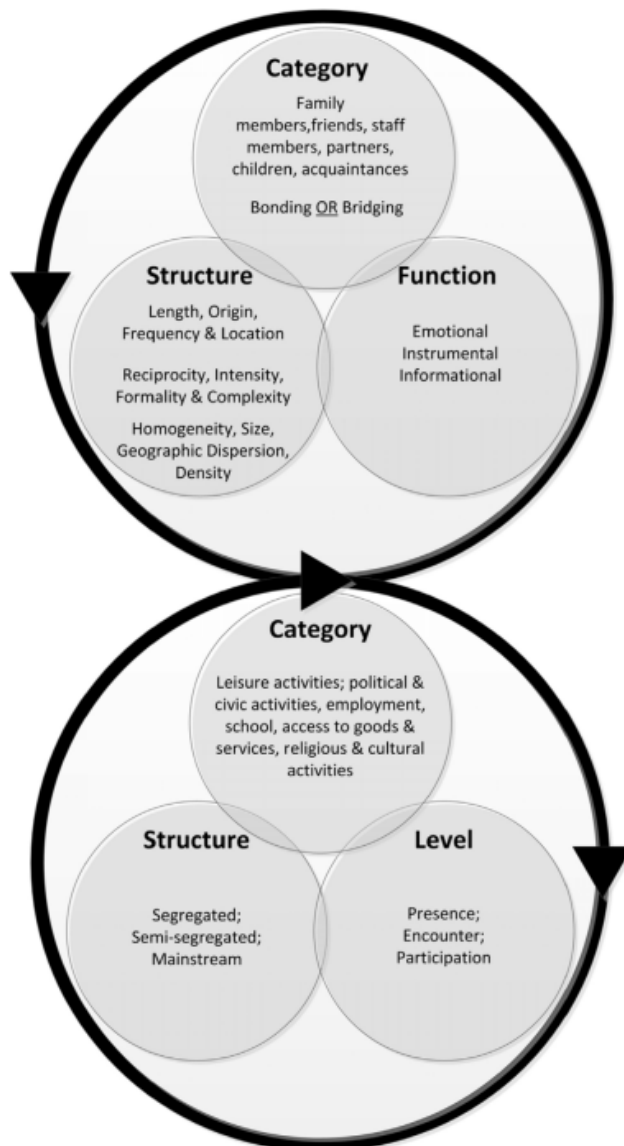 Category
Family
members,friends, staff
members, partners,
children, acquaintances
Bonding OR Bridging
Structure
Length, Origin,
Frequency & Location
Reciprocity, Intensity,
Formality & Complexity
Homogeneity, Size,
Geographic Dispersion,
Density
Function
Emotional
Instrumental
Informational
Category
Leisure activities; political &
civic activities, employment,
school, access to goods &
services, religious & cultural
activities
Structure
Segregated;
Semi-segregated;
Mainstream
Level
Presence;
Encounter;
Participation